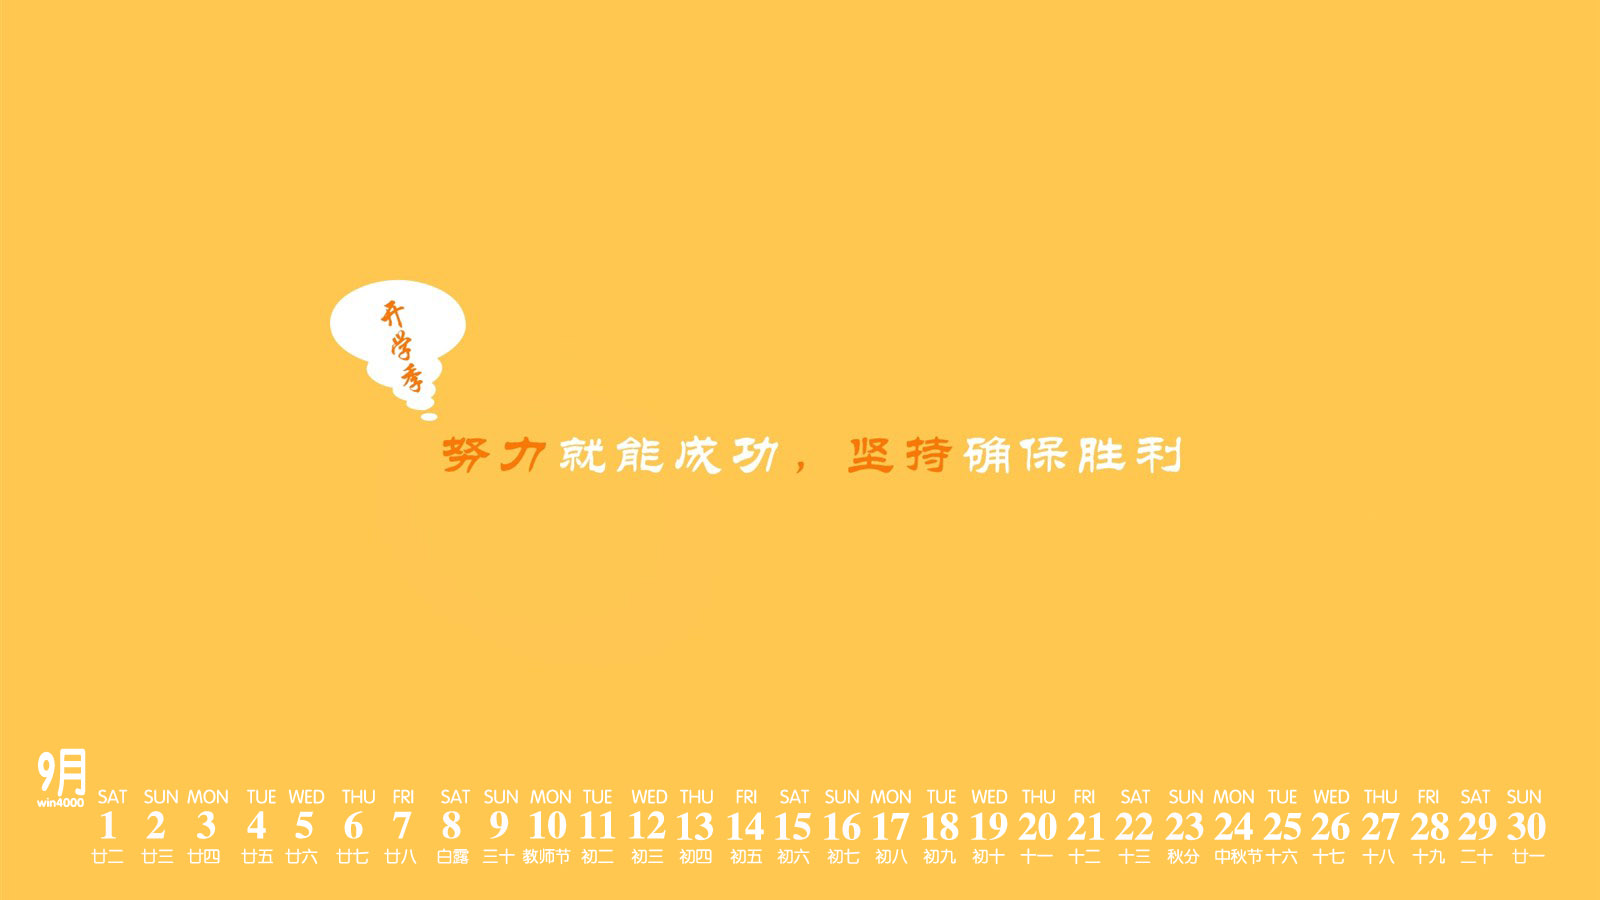 开学季
努力就能成功，坚持确保胜利
9月
win4000
SAT SUN MON TUE WED THU FRI SAT SUN MON TUE WED THU FRI SAT SUN MON TUE WED THU FRI SAT SUN MON TUE WED THU FRI SAT SUN
1 2 3 4 5 6 7 8 9 10 11 12 13 14 15 16 17 18 19 20 21 22 23 24 25 26 27 28 29 30
廿二 廿三 廿四 廿五 廿六 廿七 廿八 白露 三十 教师节 初二 初三 初四 初五 初六 初七 初八 初九 初十 十一 十二 十三 秋分 中秋节 十六 十七 十八 十九 二十 廿一